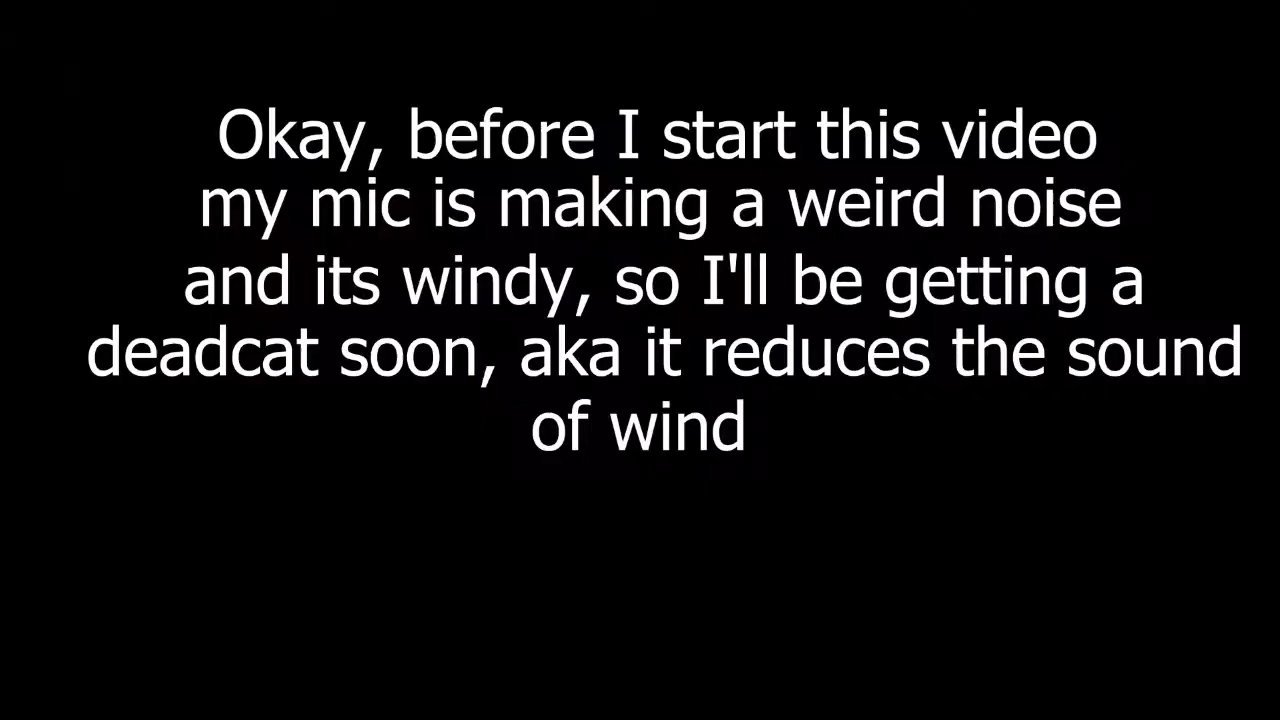 Okay, before I start this video
my mic is making a weird noise
and its windy, so I'll be getting a
deadcat soon, aka it reduces the sound
of wind